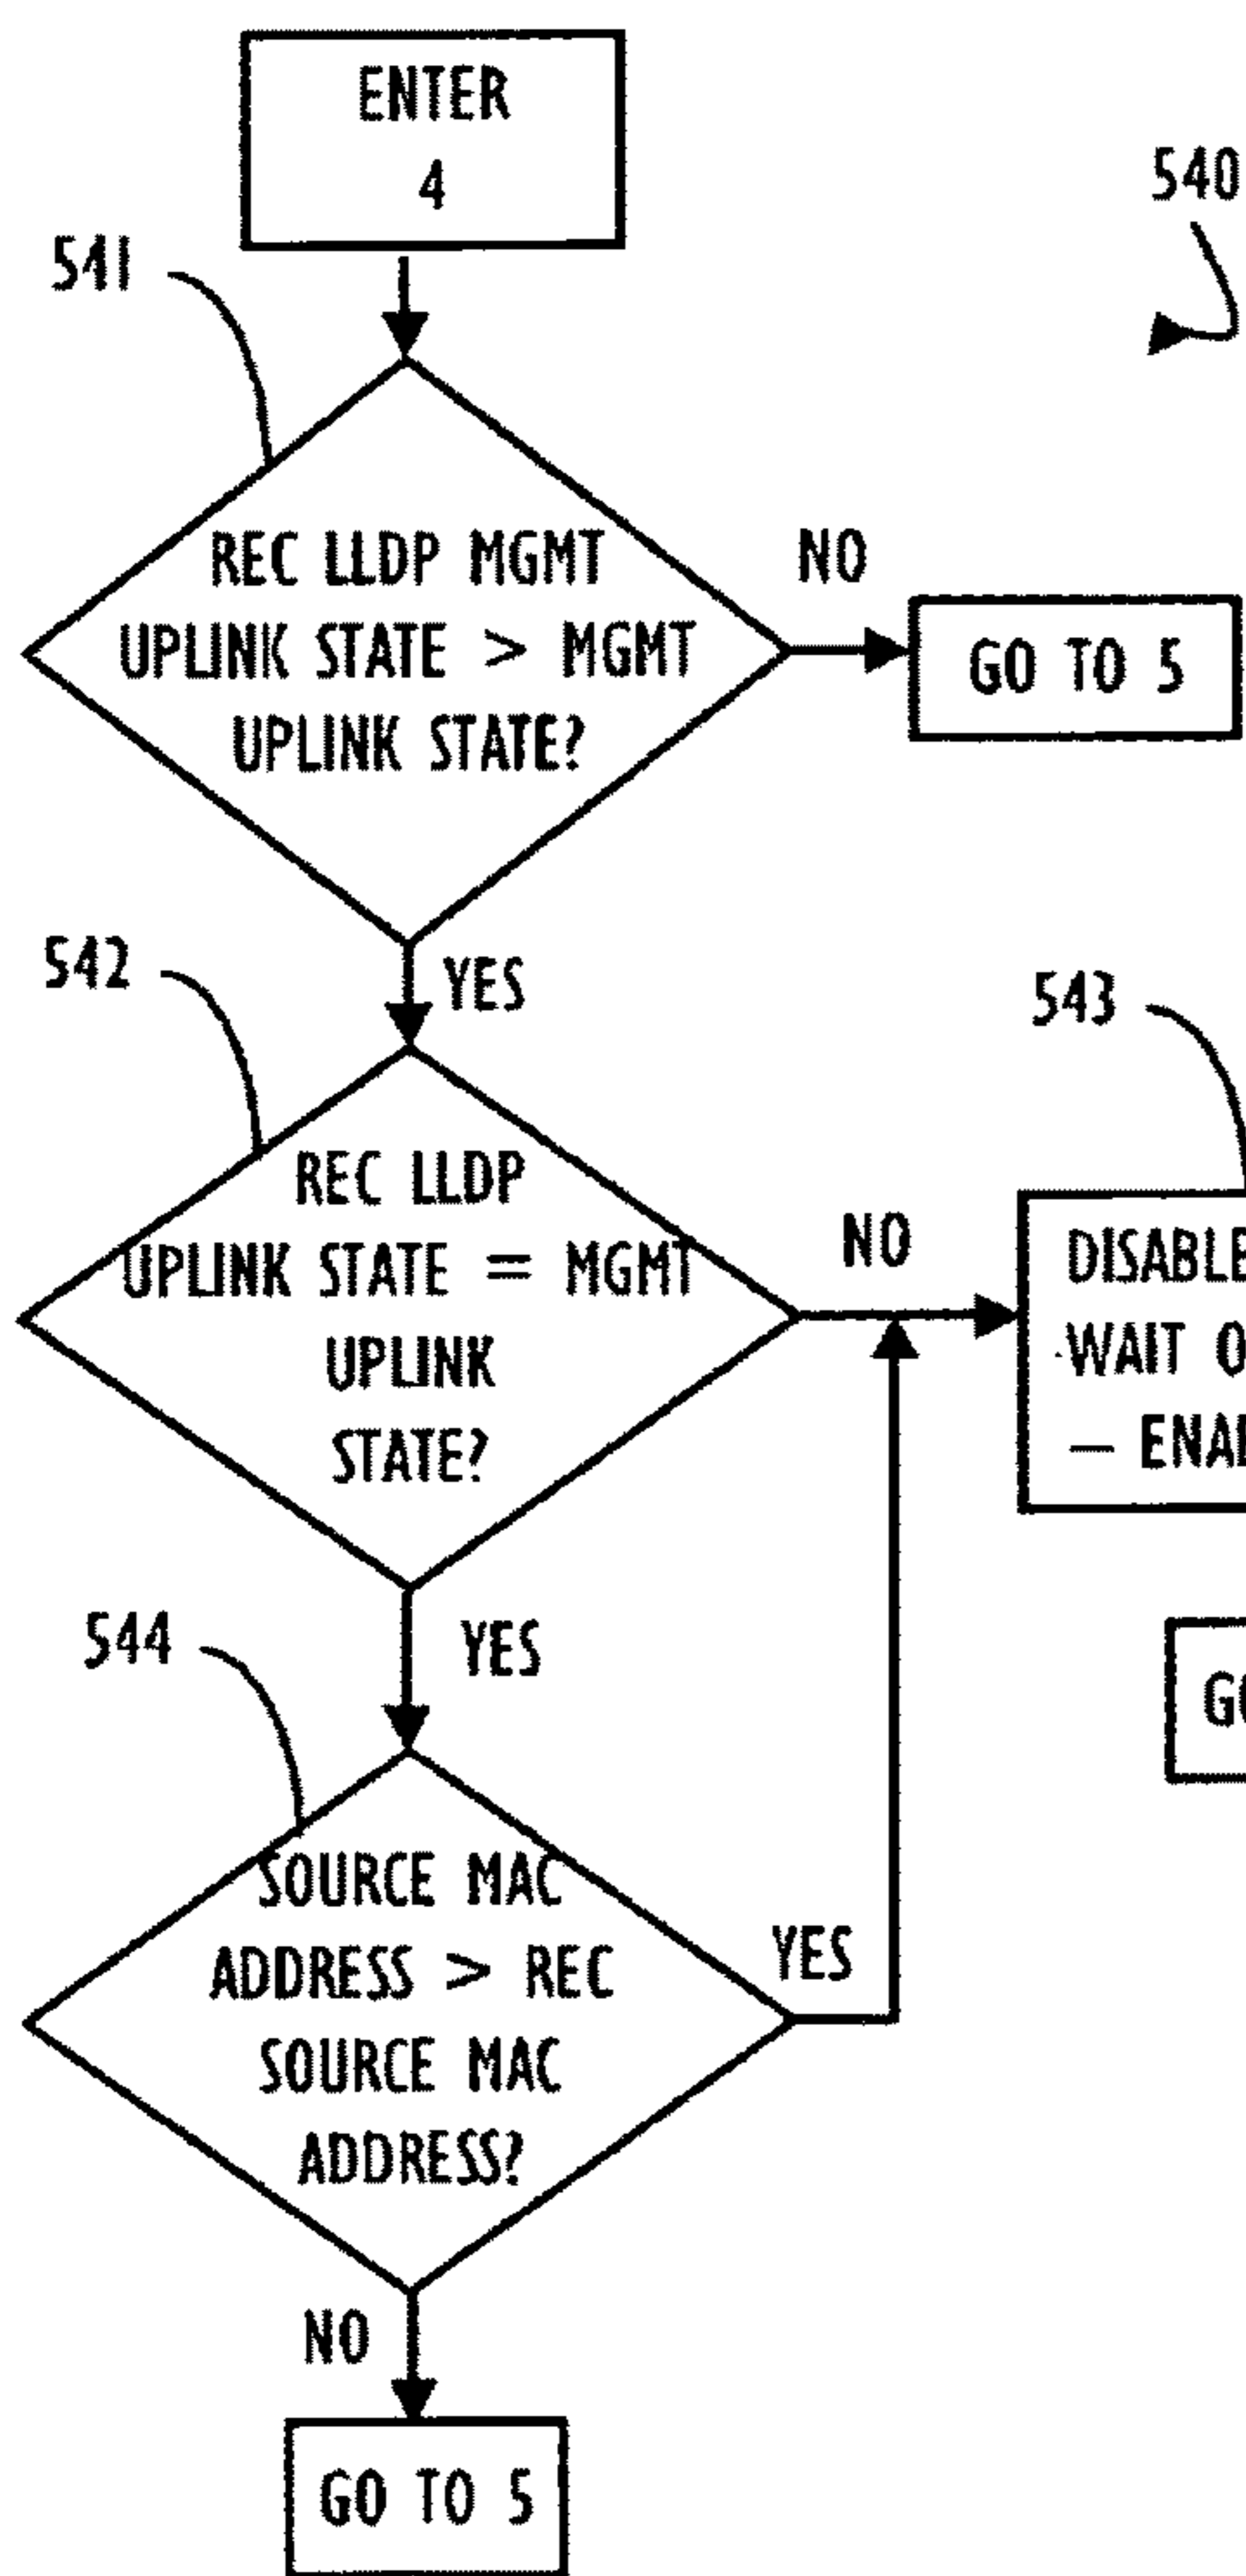 ENTER
4
540
541
REC LLDP MGMT
UPLINK STATE > MGMT
UPLINK STATE?
NO
GO TO 5
YES
542
REC LLDP
UPLINK STATE = MGMT
UPLINK
STATE?
NO
543
DISABLE
WAIT
—
YES
544
SOURCE MAC
ADDRESS > REC
SOURCE MAC
ADDRESS?
YES
NO
GO TO 5